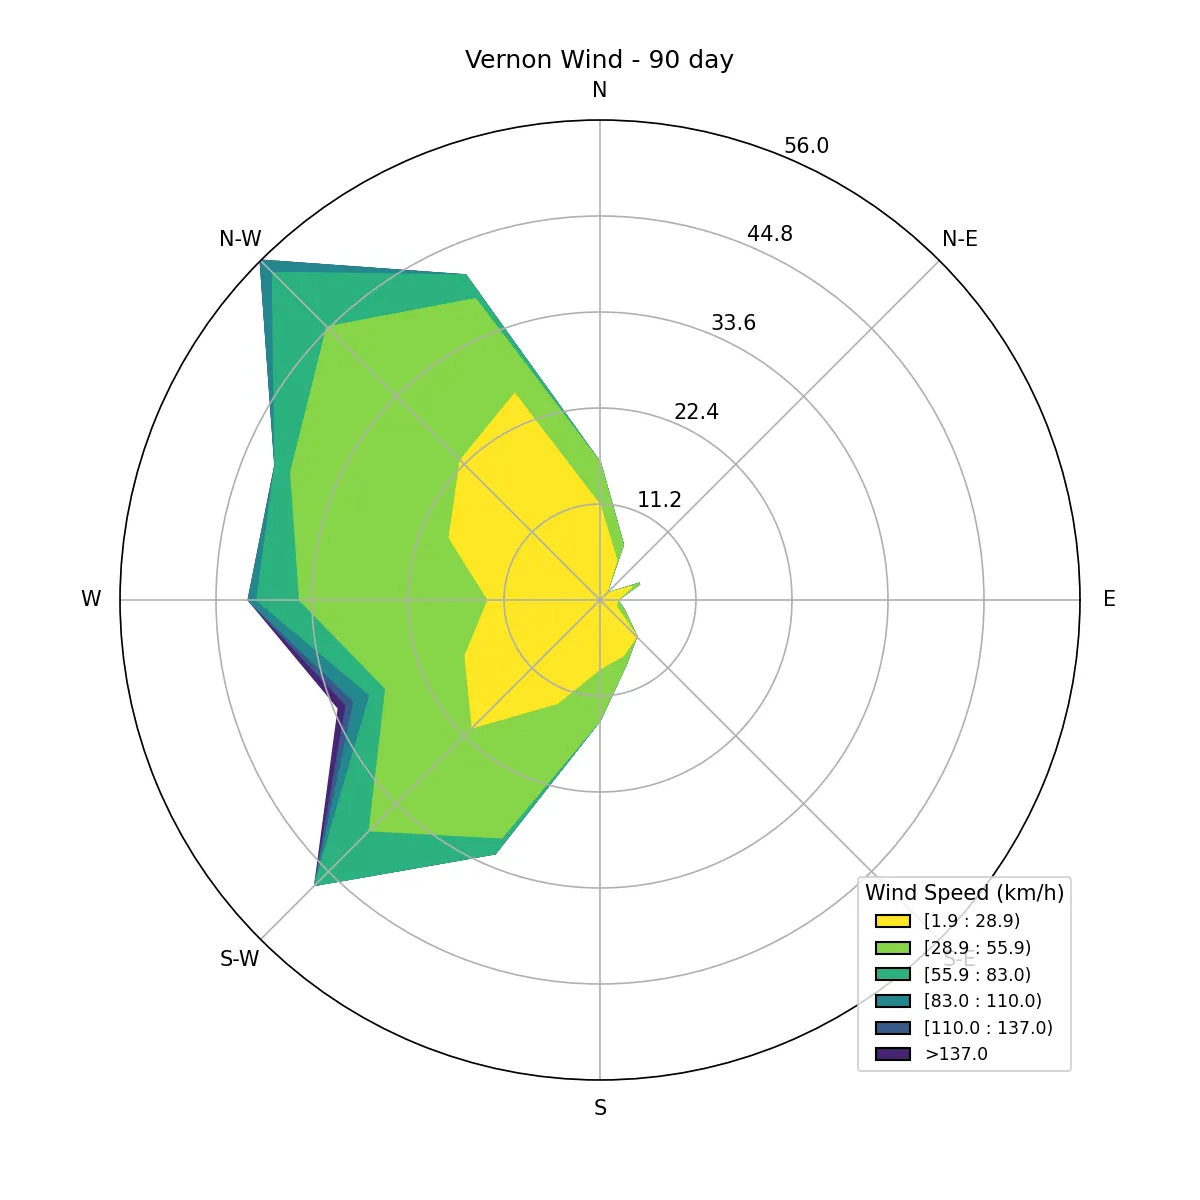 Vernon Wind - 90 day
N
56.0
44.8
N-W
N-E
33.6
22.4
11.2
W
E
S-W
S-E
Wind Speed (km/h)
[1.9 : 28.9)
[28.9 : 55.9)
[55.9 : 83.0)
[83.0 : 110.0)
[110.0 : 137.0)
>137.0
S